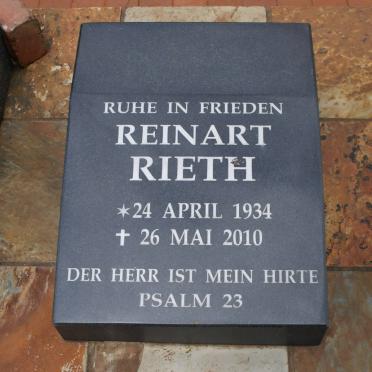 RUHE IN FRIEDEN
REINART
RIETH
✶24 APRIL 1934
✝ 26 MAI 2010
DER HERR IST MEIN HIRTE
PSALM 23